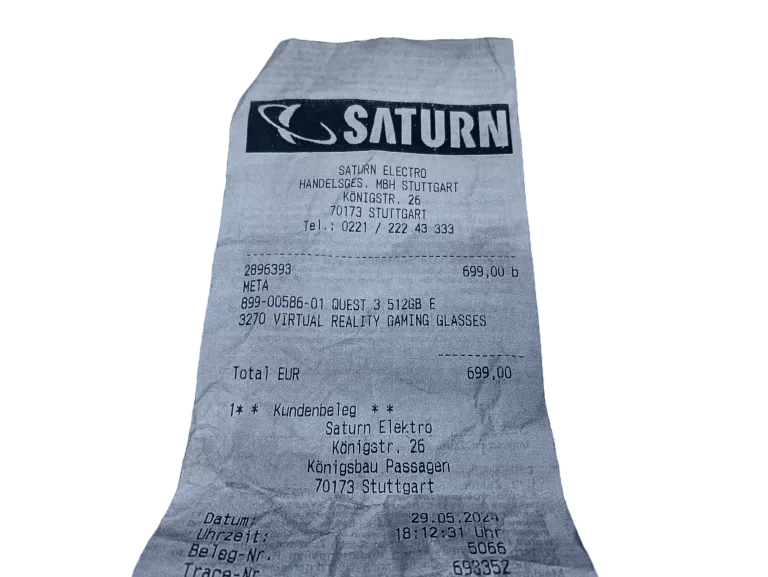 SATURN
SATURN ELECTRO
HANDELSGES. MBH STUTTGART
KÖNIGSTR. 26
70173 STUTTGART
Tel.: 0221 / 222 43 333
2896393 699,00 b
META
899-00586-01 QUEST 3 512GB E
3270 VIRTUAL REALITY GAMING GLASSES
Total EUR 699,00
1* * Kundenbeleg * *
Saturn Elektro
Königstr. 26
Königsbau Passagen
70173 Stuttgart
Datum: 29.05.2024
Uhrzeit: 18:12:31 Uhr
Beleg-Nr. 5066
Trace-Nr. 693352